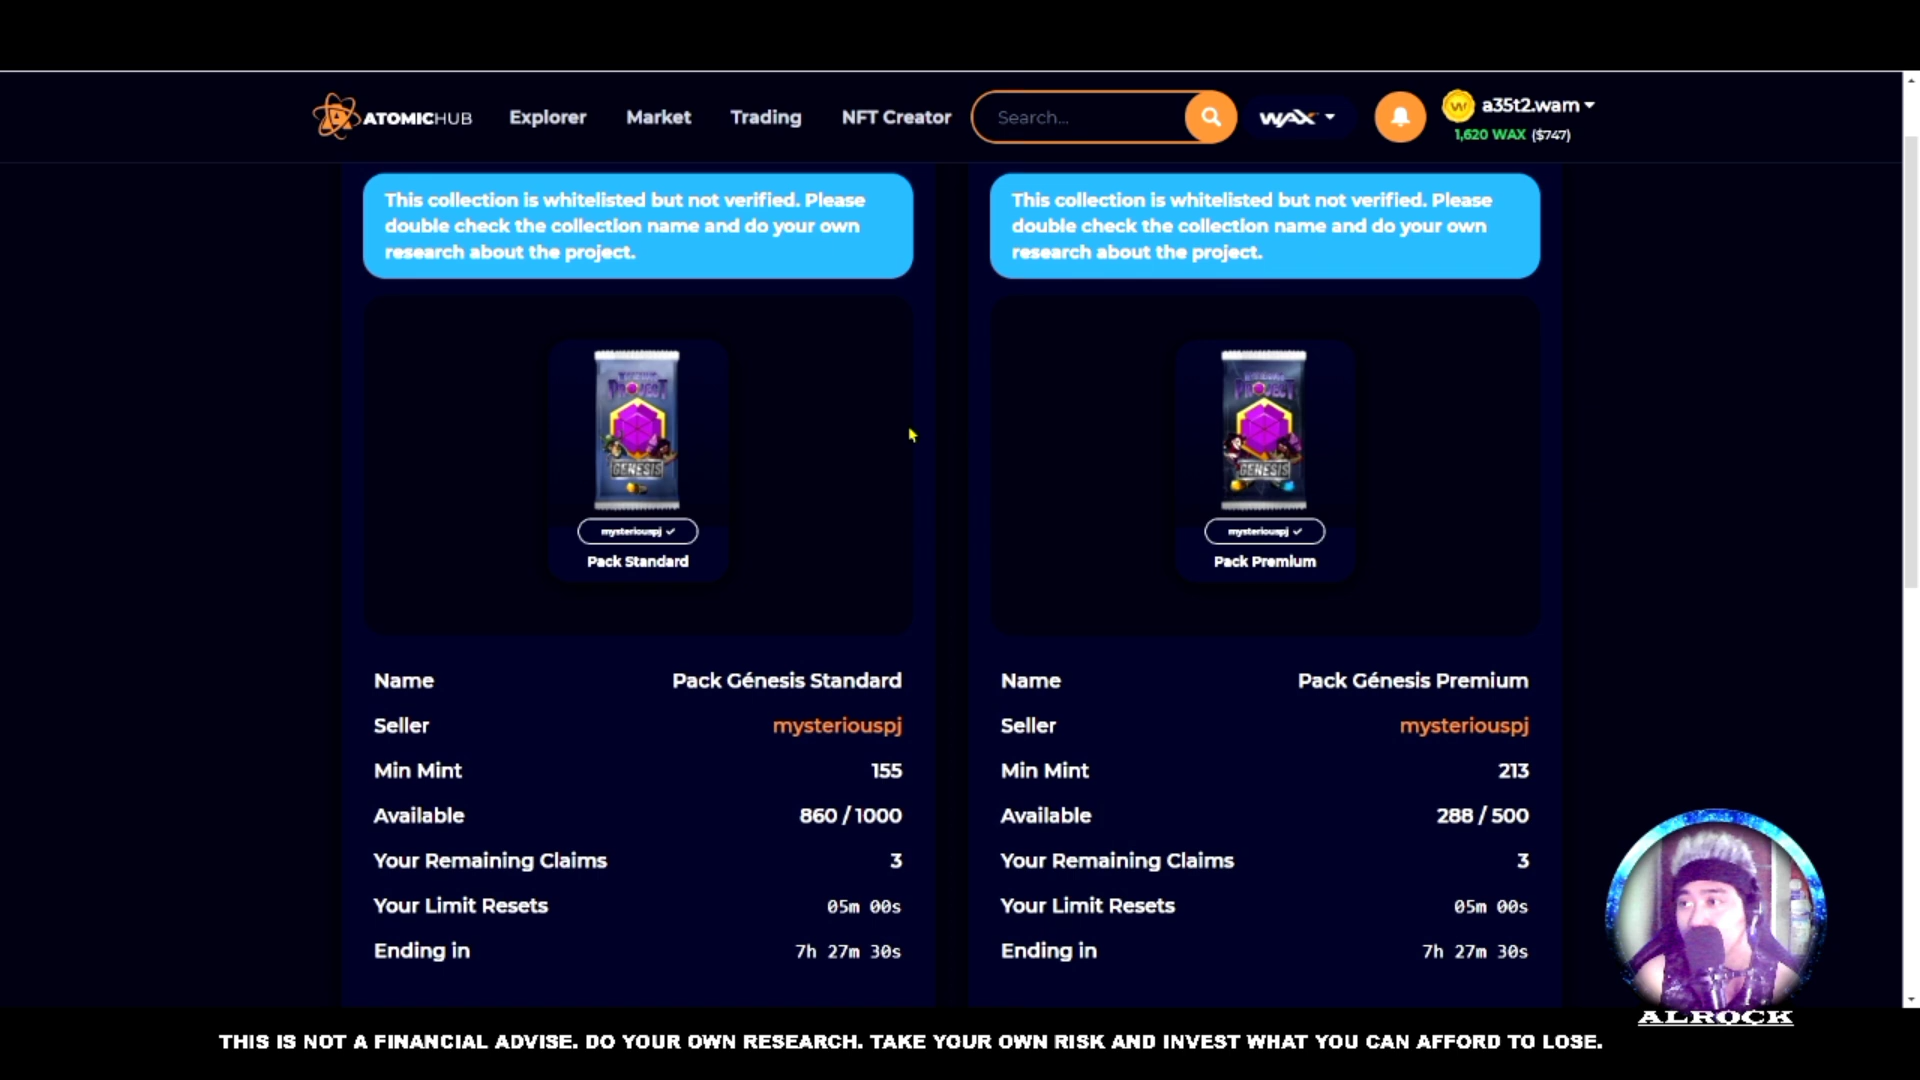 ATOMICHUB Explorer Market Trading NFT Creator Search... WAX a35t2.wam
1,620 WAX ($747)
This collection is whitelisted but not verified. Please
double check the collection name and do your own
research about the project.
This collection is whitelisted but not verified. Please
double check the collection name and do your own
research about the project.
PROJECT
GENESIS
mysteriouspj
Pack Standard
PROJECT
GENESIS
mysteriouspj
Pack Premium
Name Pack Génesis Standard
Seller mysteriouspj
Min Mint 155
Available 860 / 1000
Your Remaining Claims 3
Your Limit Resets 05m 00s
Ending in 7h 27m 30s
Name Pack Génesis Premium
Seller mysteriouspj
Min Mint 213
Available 288 / 500
Your Remaining Claims 3
Your Limit Resets 05m 00s
Ending in 7h 27m 30s
ALROCK
THIS IS NOT A FINANCIAL ADVISE. DO YOUR OWN RESEARCH. TAKE YOUR OWN RISK AND INVEST WHAT YOU CAN AFFORD TO LOSE.